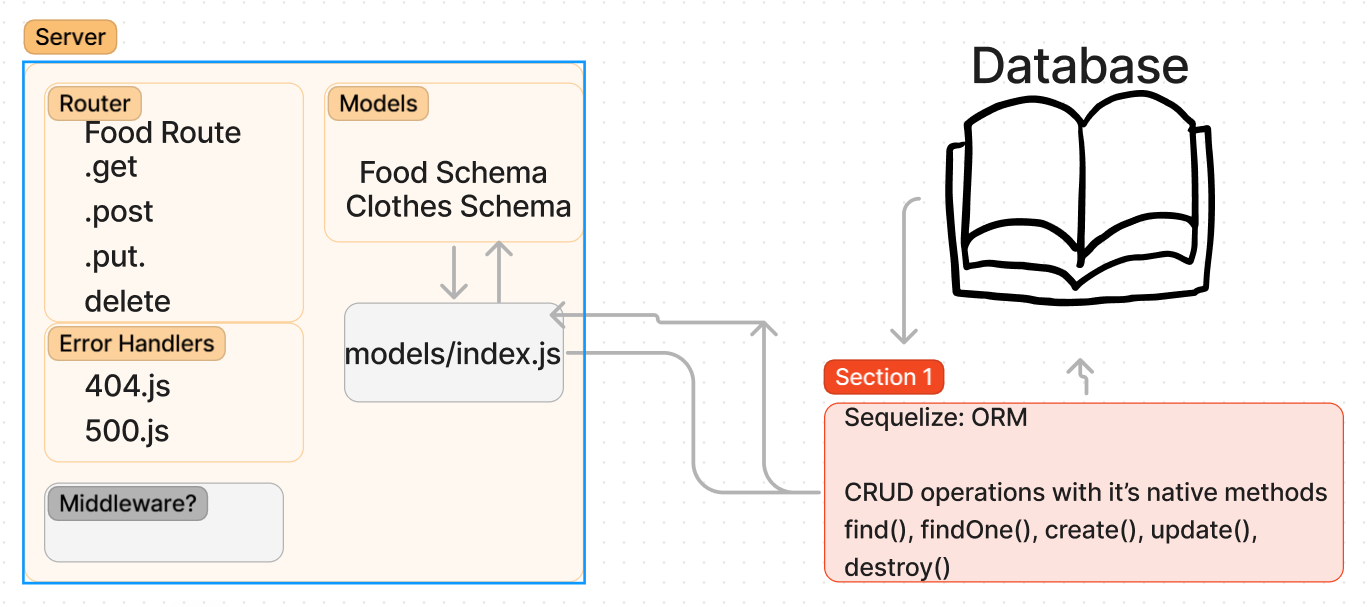 Server
Router
Food Route
.get
.post
.put.
delete
Error Handlers
404.js
500.js
Middleware?
Models
Food Schema
Clothes Schema
models/index.js
Database
Section 1
Sequelize: ORM
CRUD operations with it’s native methods
find(), findOne(), create(), update(),
destroy()